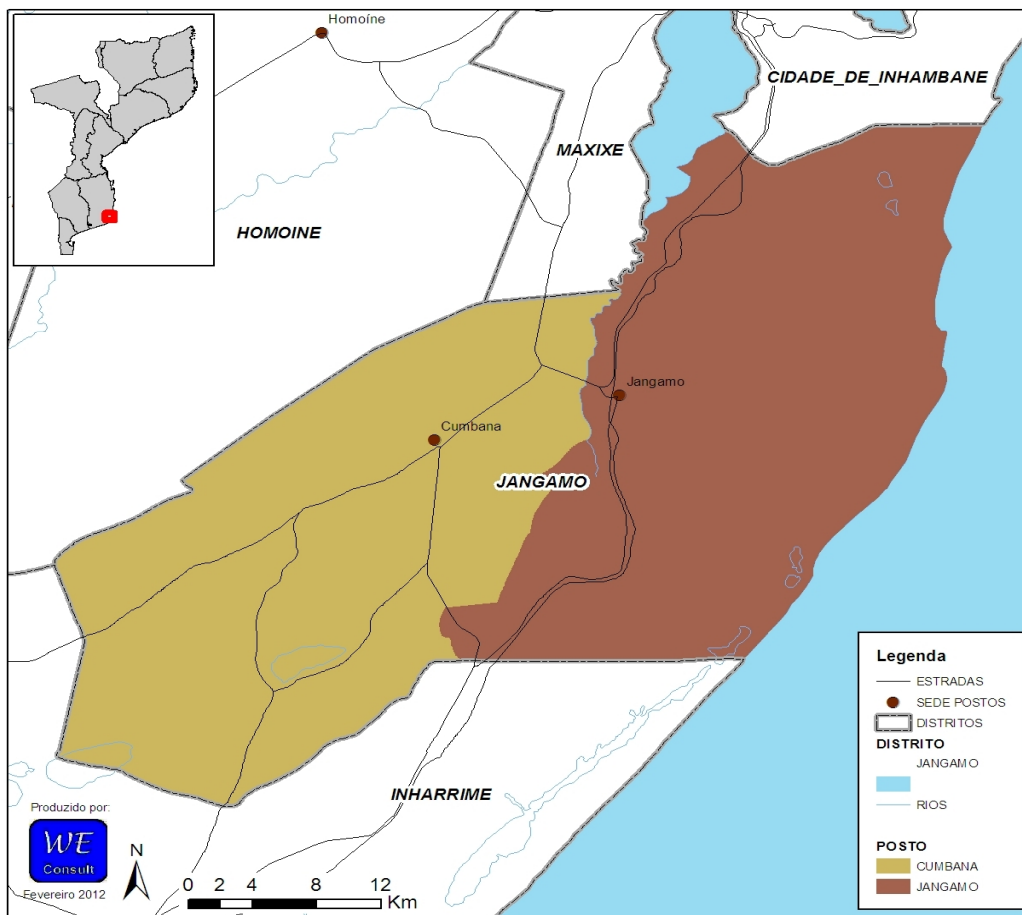 Homoíne
CIDADE_DE_INHAMBANE
MAXIXE
HOMOINE
Jangamo
Cumbana
JANGAMO
INHARRIME
Legenda
ESTRADAS
SEDE POSTOS
DISTRITOS
DISTRITO
JANGAMO
RIOS
POSTO
CUMBANA
JANGAMO
Produzido por:
WE
Consult
Fevereiro 2012
N
0 2 4 8 12
Km